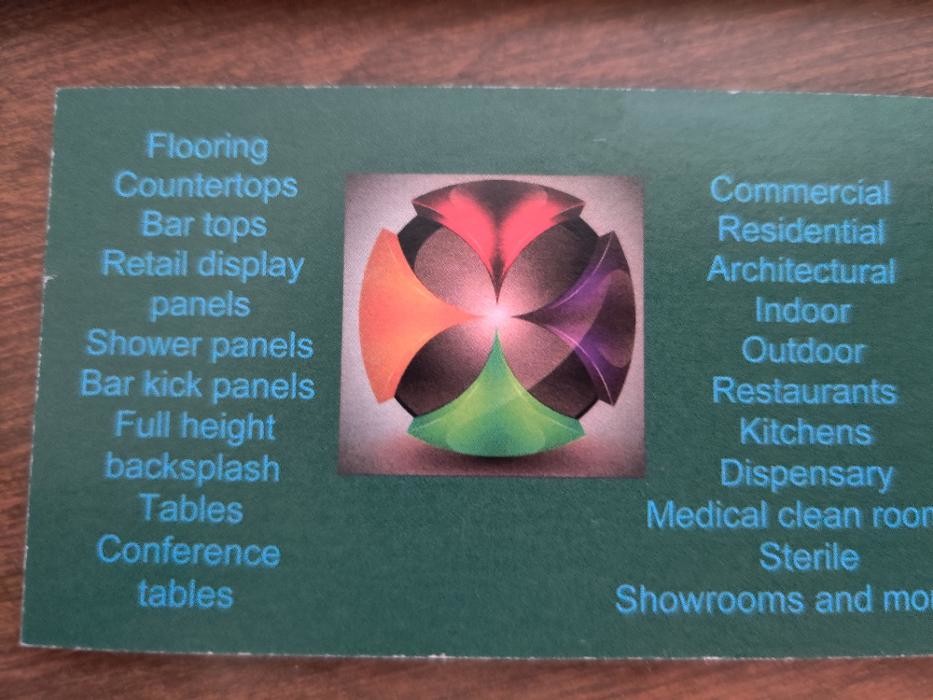 Flooring
Countertops
Bar tops
Retail display
panels
Shower panels
Bar kick panels
Full height
backsplash
Tables
Conference
tables
Commercial
Residential
Architectural
Indoor
Outdoor
Restaurants
Kitchens
Dispensary
Medical clean
Sterile
Showrooms and